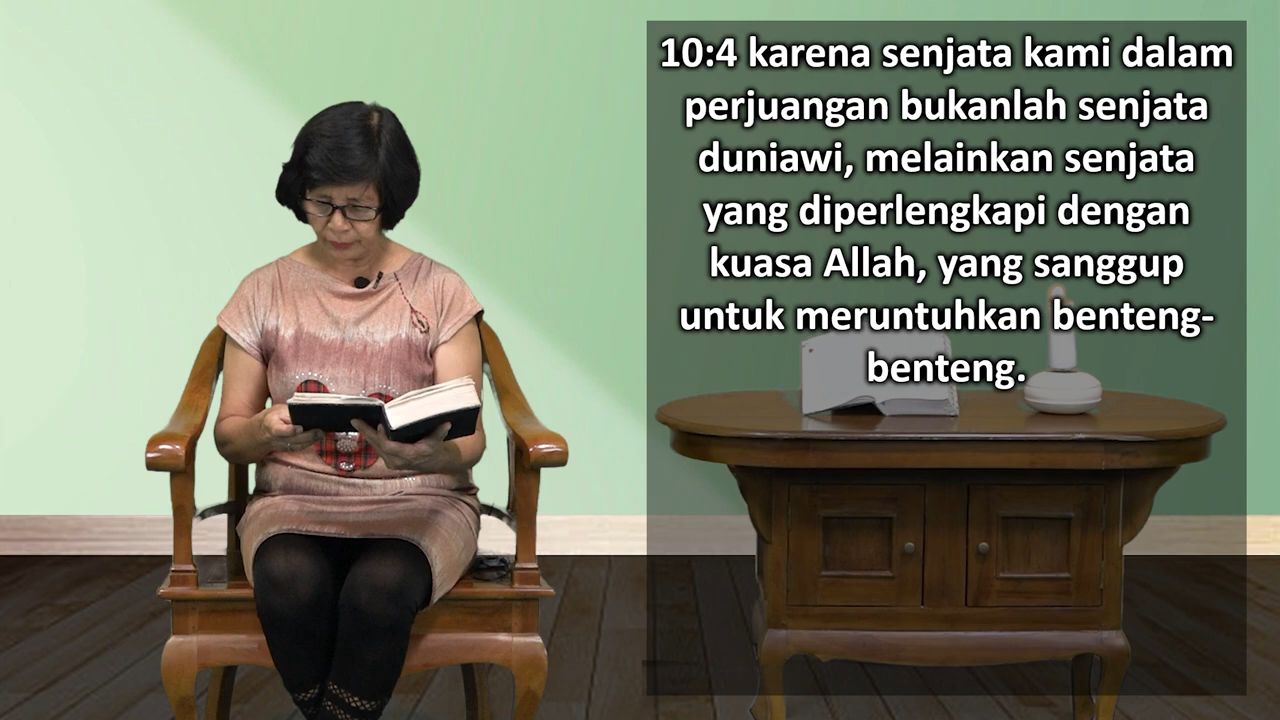 10:4 karena senjata kami dalam
perjuangan bukanlah senjata
duniawi, melainkan senjata
yang diperlengkapi dengan
kuasa Allah, yang sanggup
untuk meruntuhkan benteng-
benteng.